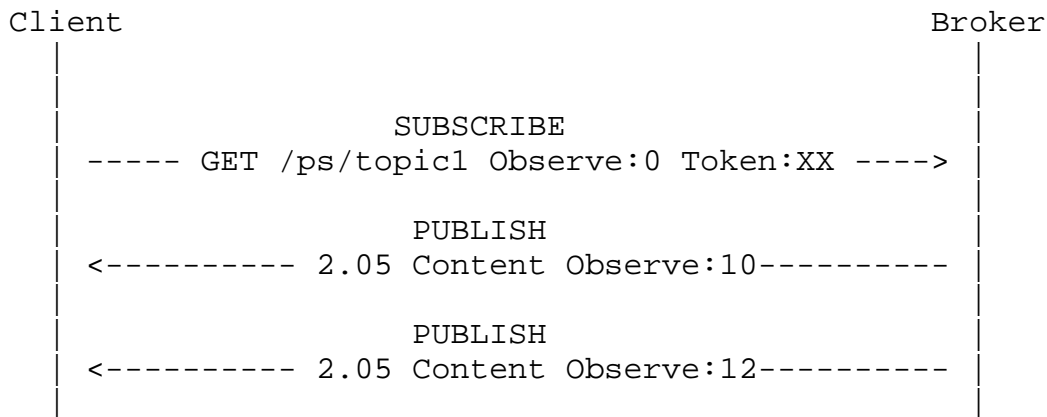 Client Broker
SUBSCRIBE
----- GET /ps/topic1 Observe:0 Token:XX ---->
PUBLISH
<---------- 2.05 Content Observe:10----------
PUBLISH
<---------- 2.05 Content Observe:12----------